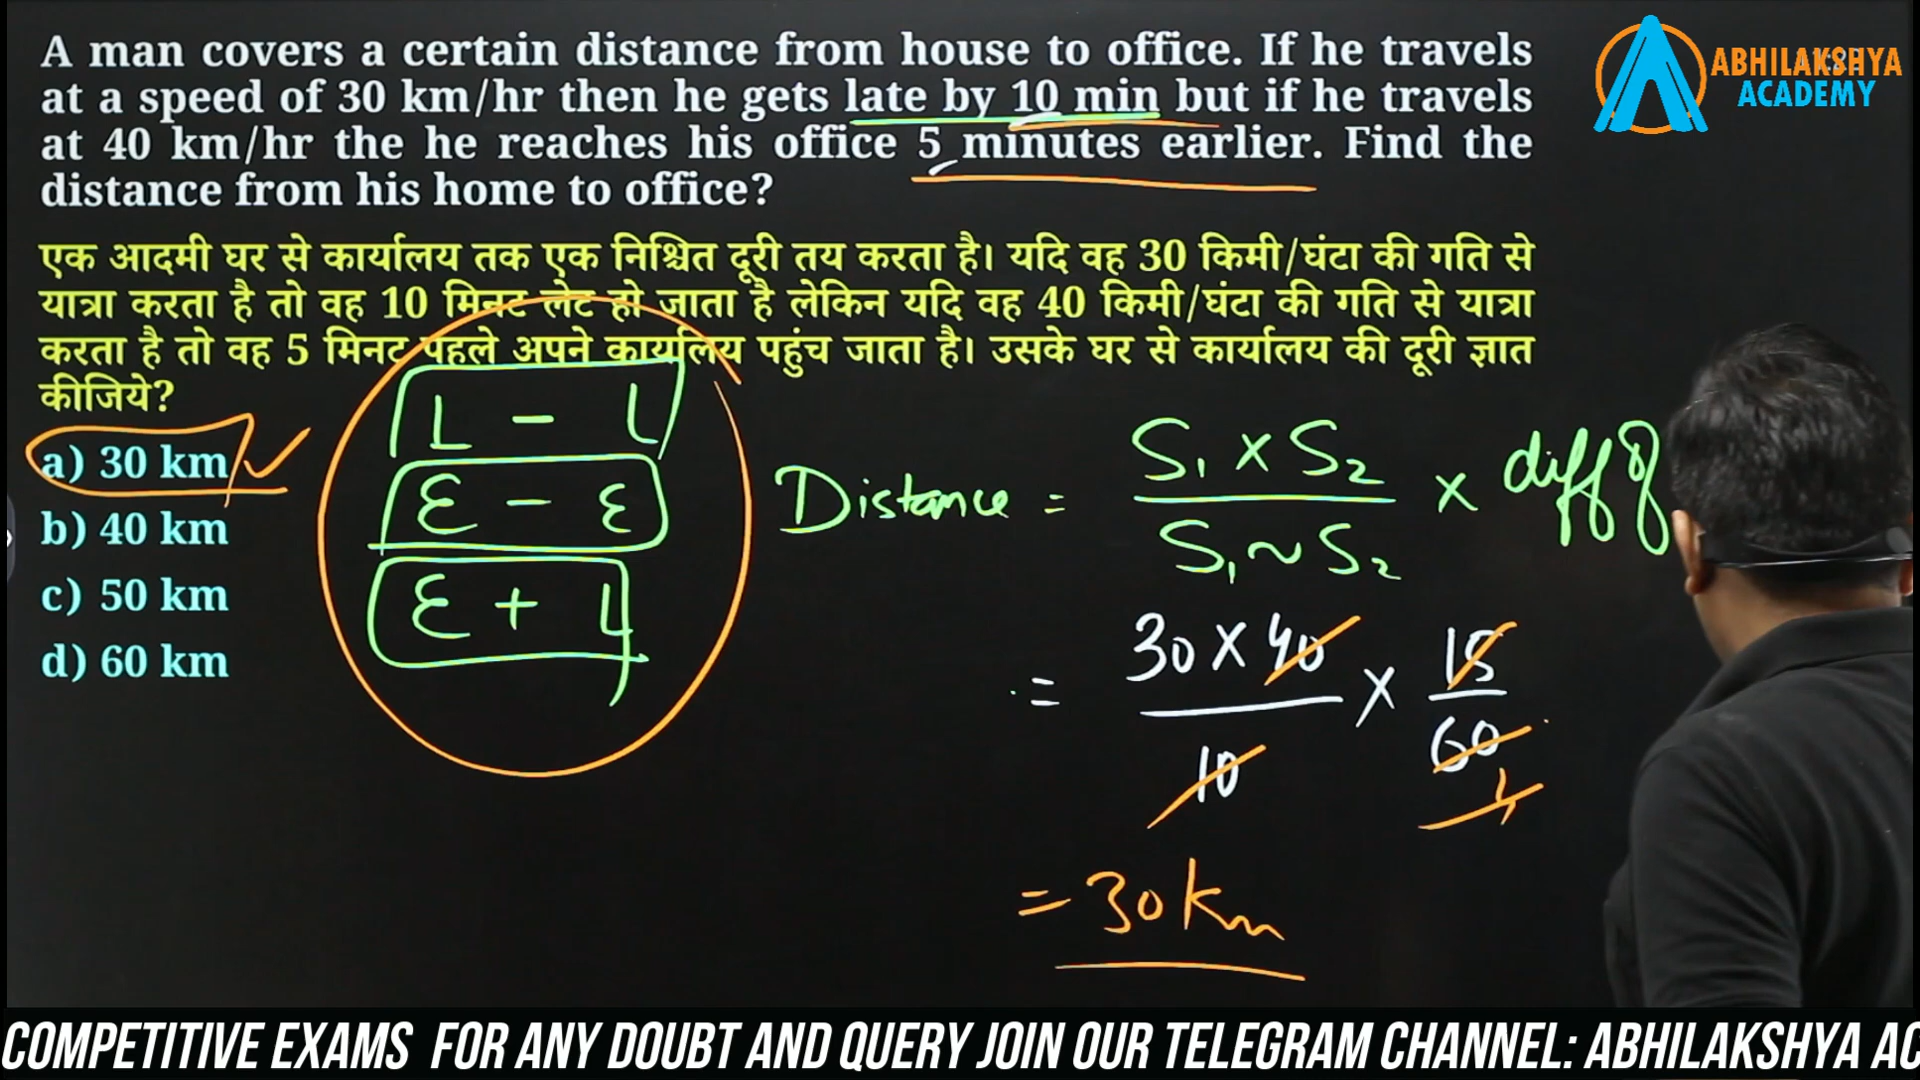 A man covers a certain distance from house to office. If he travels
at a speed of 30 km/hr then he gets late by 10 min but if he travels
at 40 km/hr the he reaches his office 5 minutes earlier. Find the
distance from his home to office?
ABHILAKSHYA
ACADEMY
एक आदमी घर से कार्यालय तक एक निश्चित दूरी तय करता है। यदि वह 30 किमी/घंटा की गति से
यात्रा करता है तो वह 10 मिनट लेट हो जाता है लेकिन यदि वह 40 किमी/घंटा की गति से यात्रा
करता है तो वह 5 मिनट पहले अपने कार्यालय पहुंच जाता है। उसके घर से कार्यालय की दूरी ज्ञात
कीजिये?
a) 30 km
b) 40 km
c) 50 km
d) 60 km
L - L
E - E
E + L
Distance = S₁ × S₂ / S₁ ~ S₂ × diff of
= 30 × 40 / 10 × 15 / 60
= 30 Km
COMPETITIVE EXAMS FOR ANY DOUBT AND QUERY JOIN OUR TELEGRAM CHANNEL: ABHILAKSHYA AC